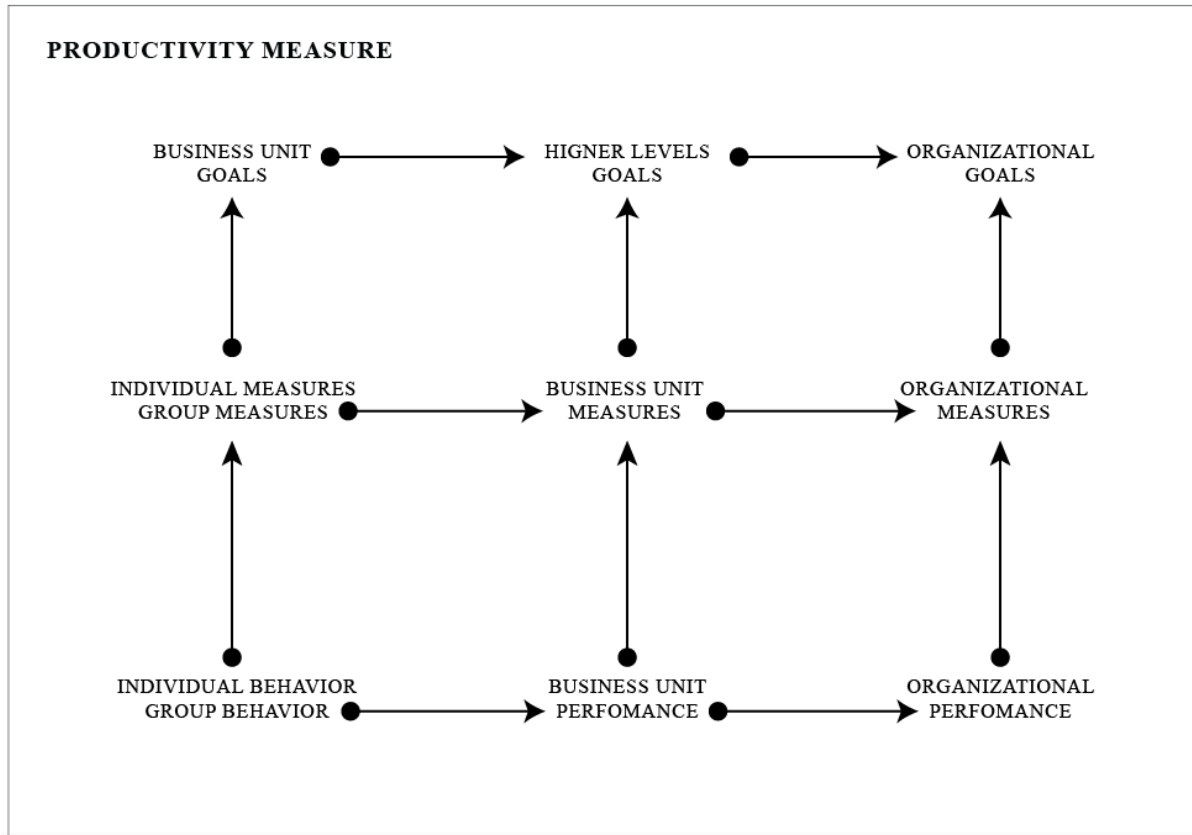 PRODUCTIVITY MEASURE
BUSINESS UNIT
GOALS
HIGNER LEVELS
GOALS
ORGANIZATIONAL
GOALS
INDIVIDUAL MEASURES
GROUP MEASURES
BUSINESS UNIT
MEASURES
ORGANIZATIONAL
MEASURES
INDIVIDUAL BEHAVIOR
GROUP BEHAVIOR
BUSINESS UNIT
PERFOMANCE
ORGANIZATIONAL
PERFOMANCE